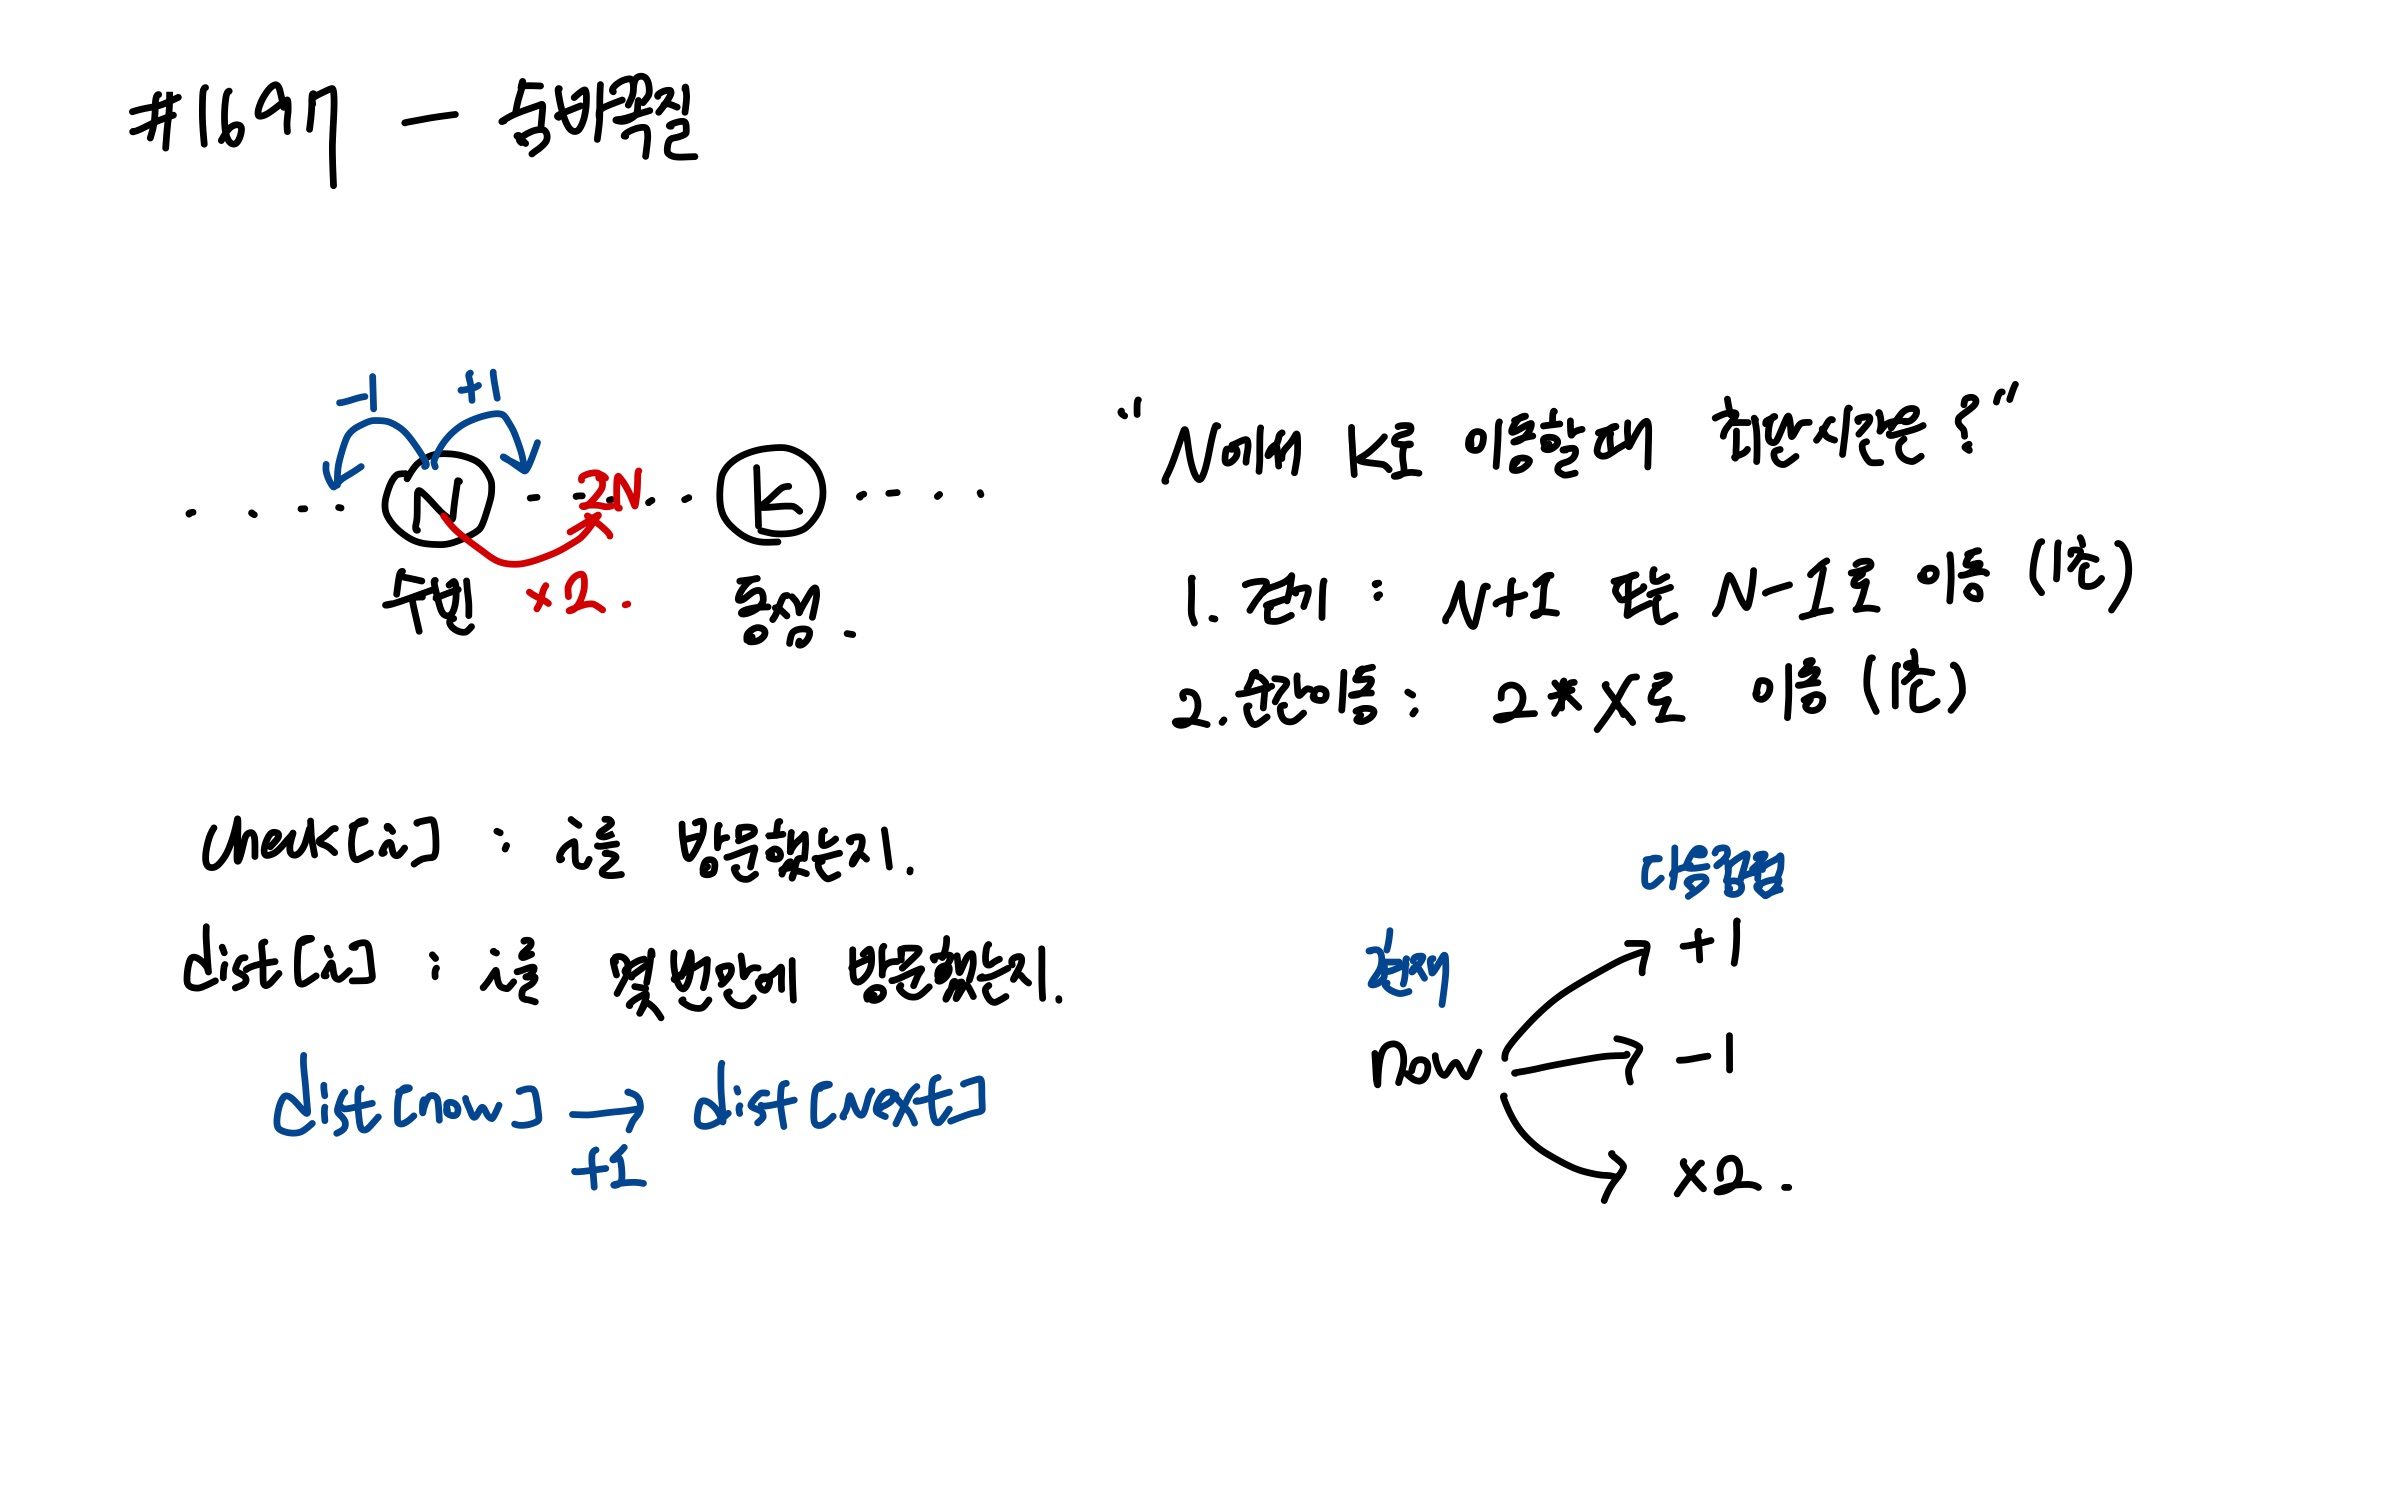 #1697 — 숨바꼭질
-1 +1
N 2N K
수빈 x2. 동생.
"N에서 K로 이동할때 최단시간은?"
1. 걷기 : N+1 또는 N-1로 이동 (1초)
2. 순간이동 : 2*X로 이동 (1초)
check[i] : i를 방문했는지.
dist[i] : i를 몇번만에 방문했는지.
dist[now] → dist[next]
+1
다음정점
현재
now
+1
-1
x2.